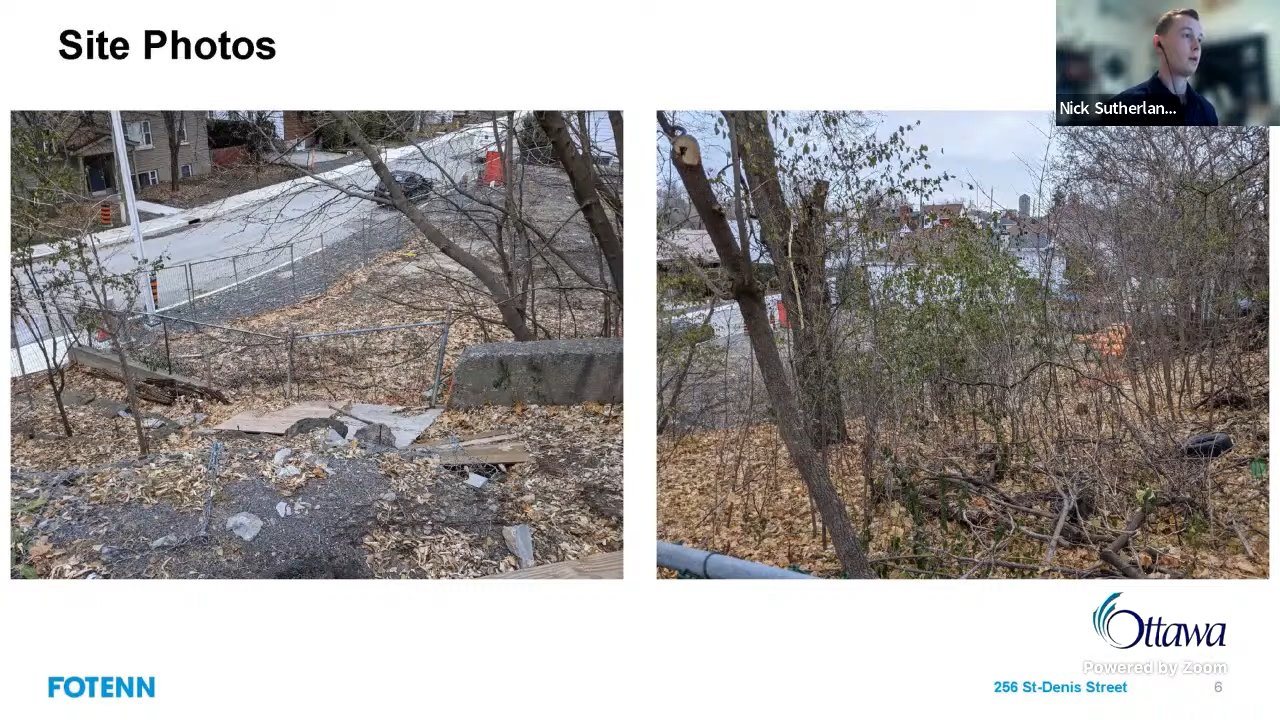 Site Photos
Nick Sutherlan...
Ottawa
Powered by Zoom
FOTENN
256 St-Denis Street
6